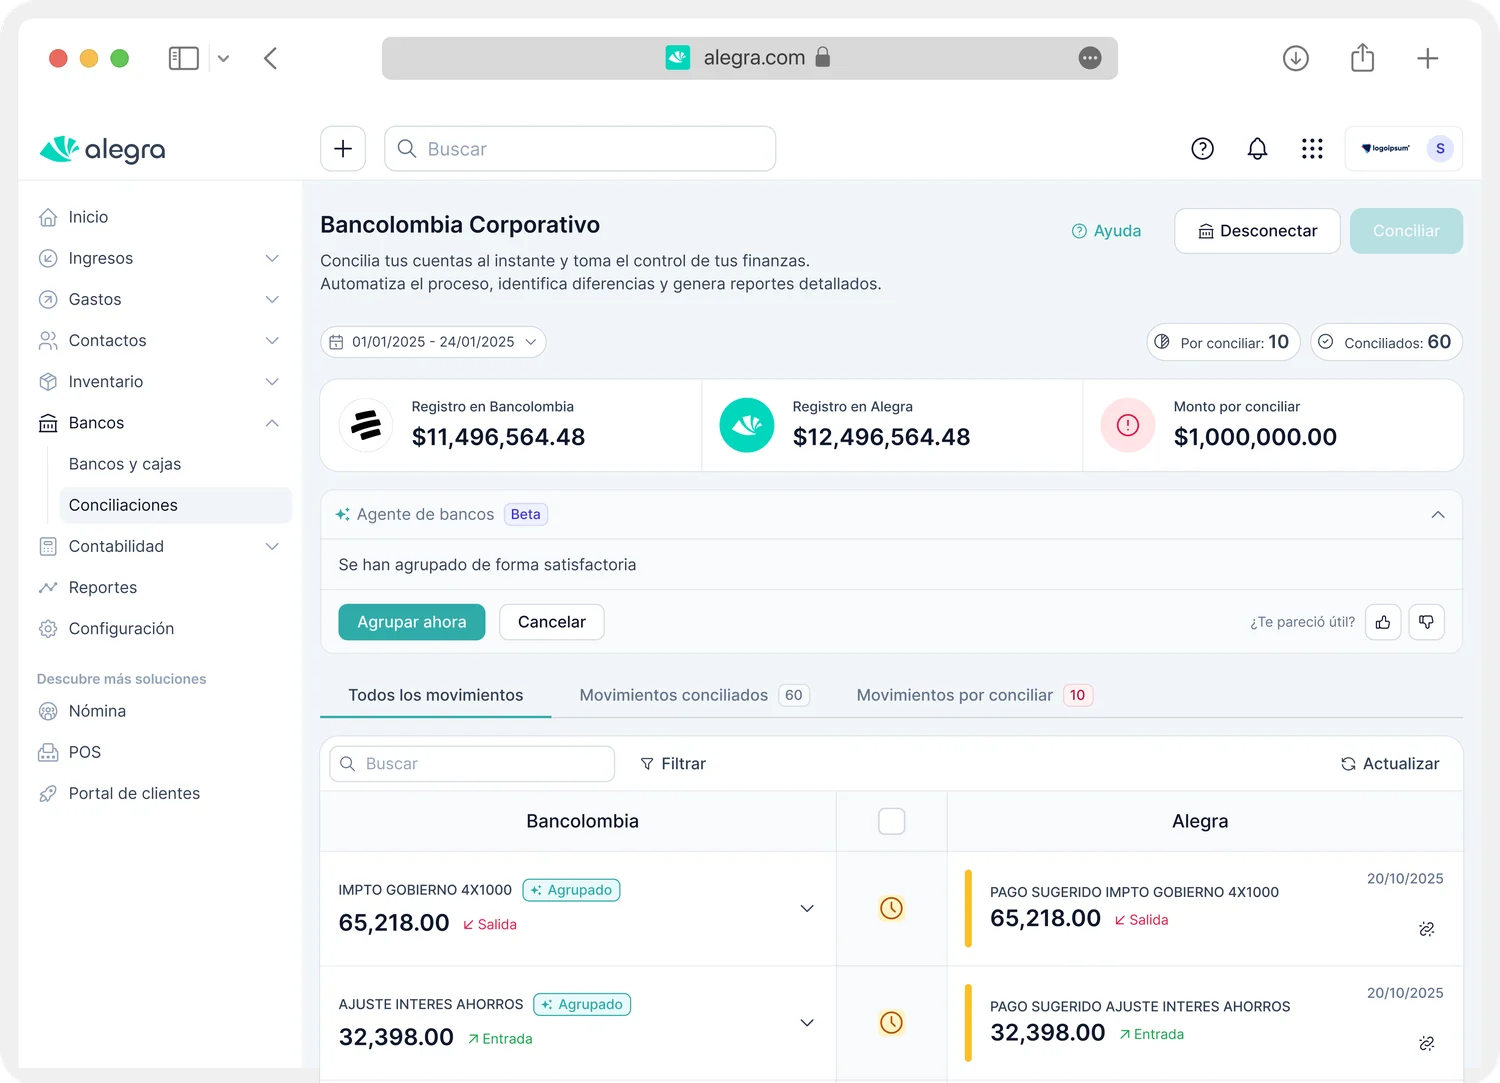 alegra.com
alegra
Buscar
logoipsum
S
Inicio
Ingresos
Gastos
Contactos
Inventario
Bancos
Bancos y cajas
Conciliaciones
Contabilidad
Reportes
Configuración
Descubre más soluciones
Nómina
POS
Portal de clientes
Bancolombia Corporativo
Concilia tus cuentas al instante y toma el control de tus finanzas.
Automatiza el proceso, identifica diferencias y genera reportes detallados.
Ayuda
Desconectar
Conciliar
01/01/2025 - 24/01/2025
Por conciliar: 10
Conciliados: 60
Registro en Bancolombia
$11,496,564.48
Registro en Alegra
$12,496,564.48
Monto por conciliar
$1,000,000.00
Agente de bancos Beta
Se han agrupado de forma satisfactoria
Agrupar ahora
Cancelar
¿Te pareció útil?
Todos los movimientos
Movimientos conciliados 60
Movimientos por conciliar 10
Buscar
Filtrar
Actualizar
Bancolombia
Alegra
IMPTO GOBIERNO 4X1000 Agrupado
65,218.00 Salida
20/10/2025
PAGO SUGERIDO IMPTO GOBIERNO 4X1000
65,218.00 Salida
AJUSTE INTERES AHORROS Agrupado
32,398.00 Entrada
20/10/2025
PAGO SUGERIDO AJUSTE INTERES AHORROS
32,398.00 Entrada